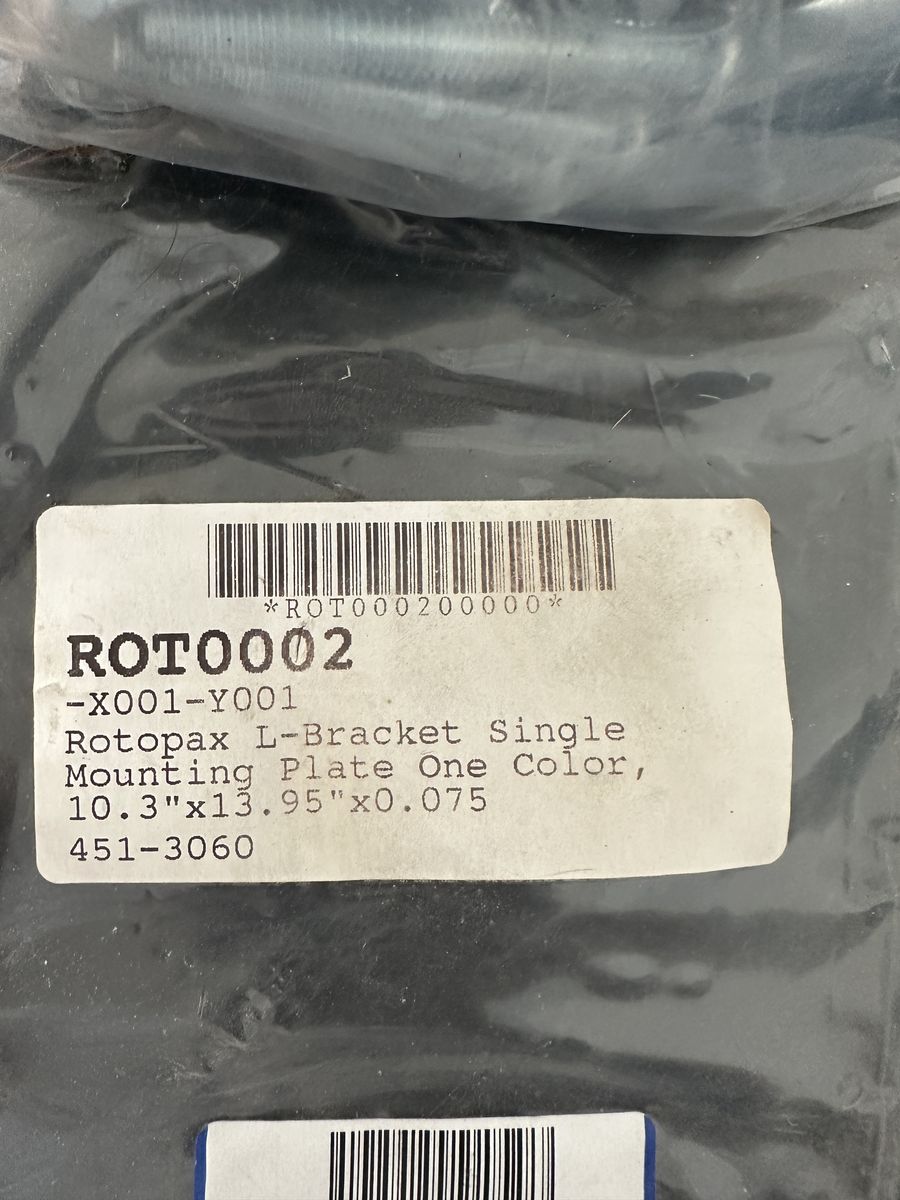 *ROT000200000*
ROT0002
-X001-Y001
Rotopax L-Bracket Single
Mounting Plate One Color,
10.3"x13.95"x0.075
451-3060